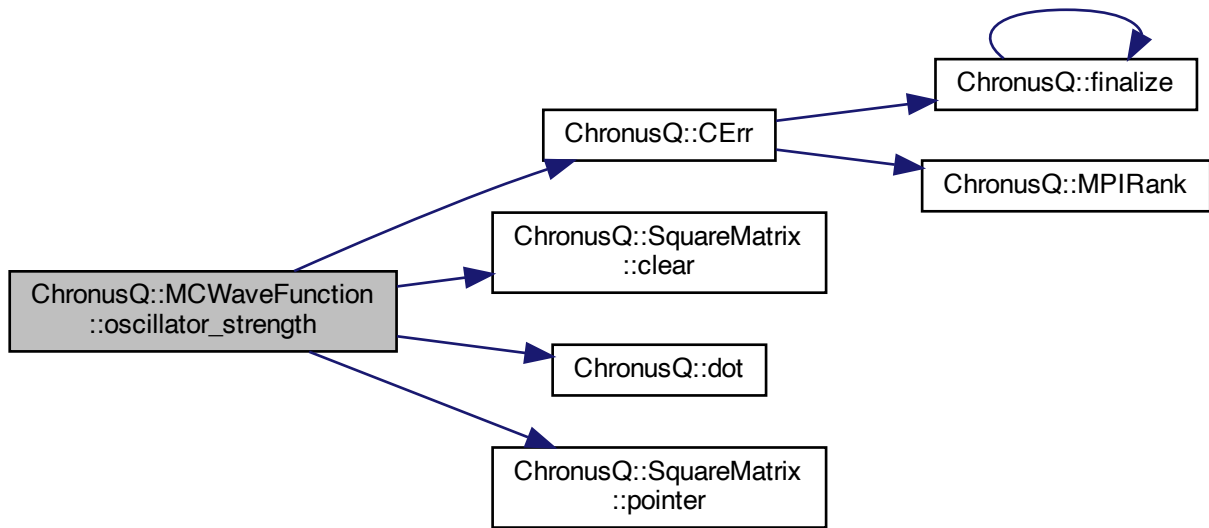 ChronusQ::finalize
ChronusQ::CErr
ChronusQ::MPIRank
ChronusQ::SquareMatrix
::clear
ChronusQ::MCWaveFunction
::oscillator_strength
ChronusQ::dot
ChronusQ::SquareMatrix
::pointer